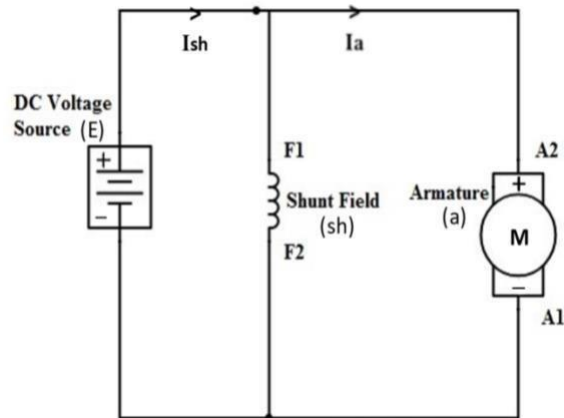 Ish
Ia
DC Voltage
Source (E)
+
−
F1
Shunt Field
(sh)
F2
Armature
(a)
A2
+
M
−
A1